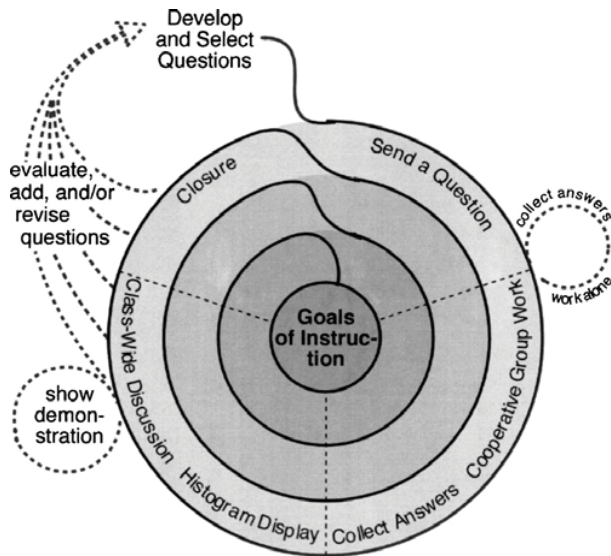 Develop
and Select
Questions
Closure
Send a Question
evaluate,
add, and/or
revise
questions
collect answers
work alone
Goals
of Instruc-
tion
Class-Wide Discussion
Cooperative Group Work
show
demon-
stration
Histogram Display
Collect Answers